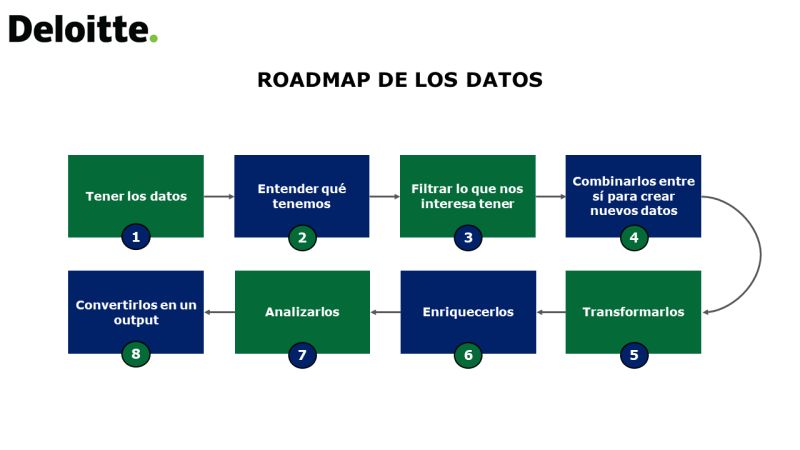 Deloitte.
ROADMAP DE LOS DATOS
Tener los datos
1
Entender qué
tenemos
2
Filtrar lo que nos
interesa tener
3
Combinarlos entre
sí para crear
nuevos datos
4
Transformarlos
5
Enriquecerlos
6
Analizarlos
7
Convertirlos en un
output
8